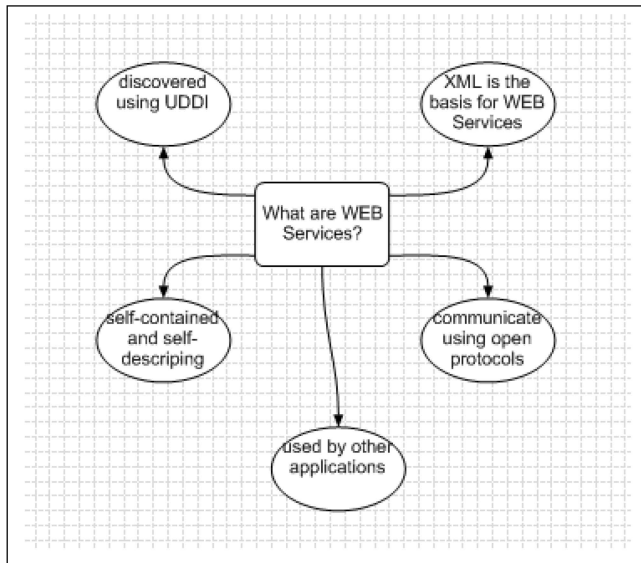 discovered
using UDDI
XML is the
basis for WEB
Services
What are WEB
Services?
self-contained
and self-
descriping
communicate
using open
protocols
used by other
applications